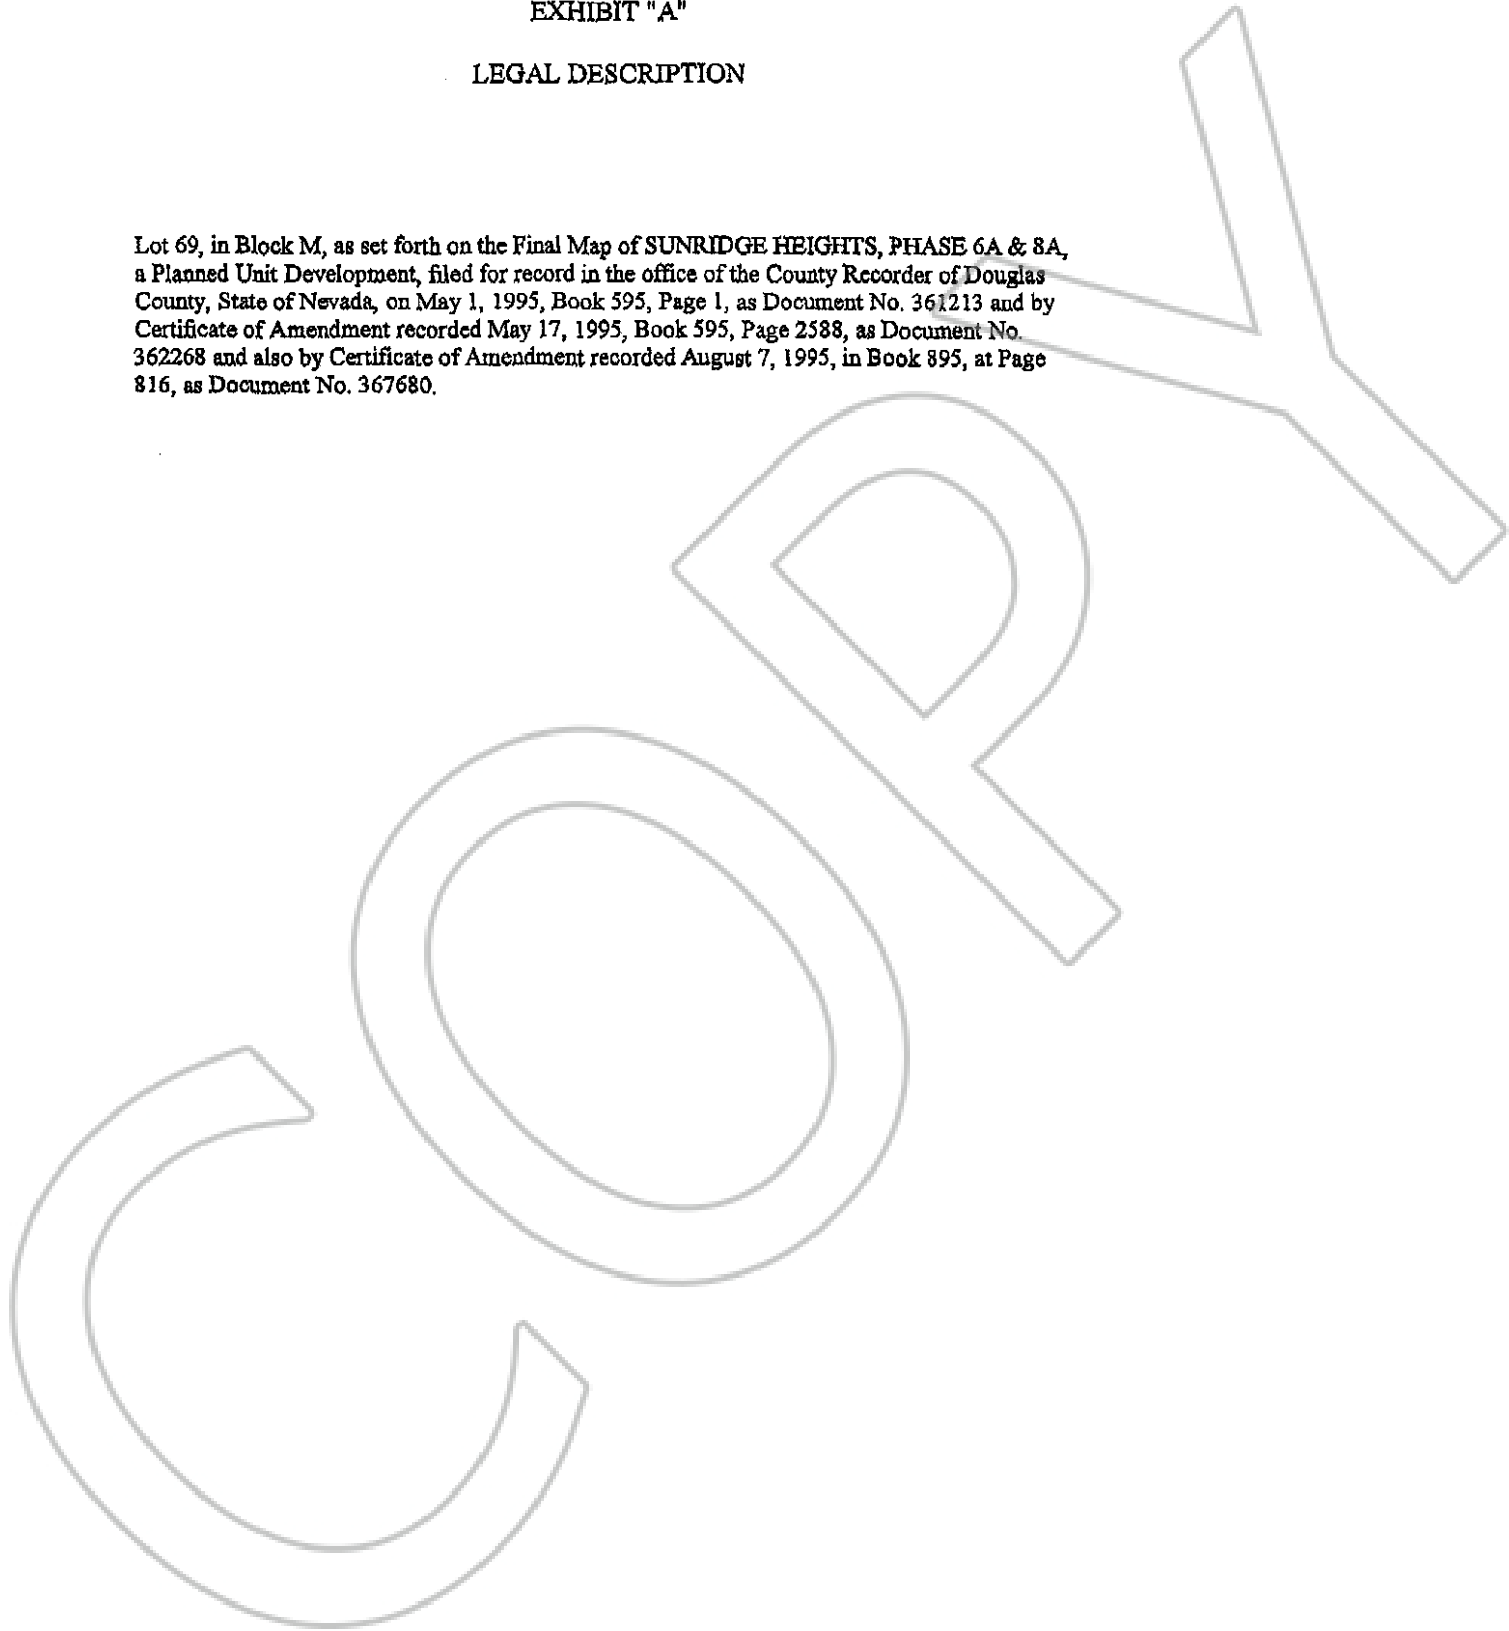 EXHIBIT "A"
LEGAL DESCRIPTION
Lot 69, in Block M, as set forth on the Final Map of SUNRIDGE HEIGHTS, PHASE 6A & 8A,
a Planned Unit Development, filed for record in the office of the County Recorder of Douglas
County, State of Nevada, on May 1, 1995, Book 595, Page 1, as Document No. 361213 and by
Certificate of Amendment recorded May 17, 1995, Book 595, Page 2588, as Document No.
362268 and also by Certificate of Amendment recorded August 7, 1995, in Book 895, at Page
816, as Document No. 367680.
COPY